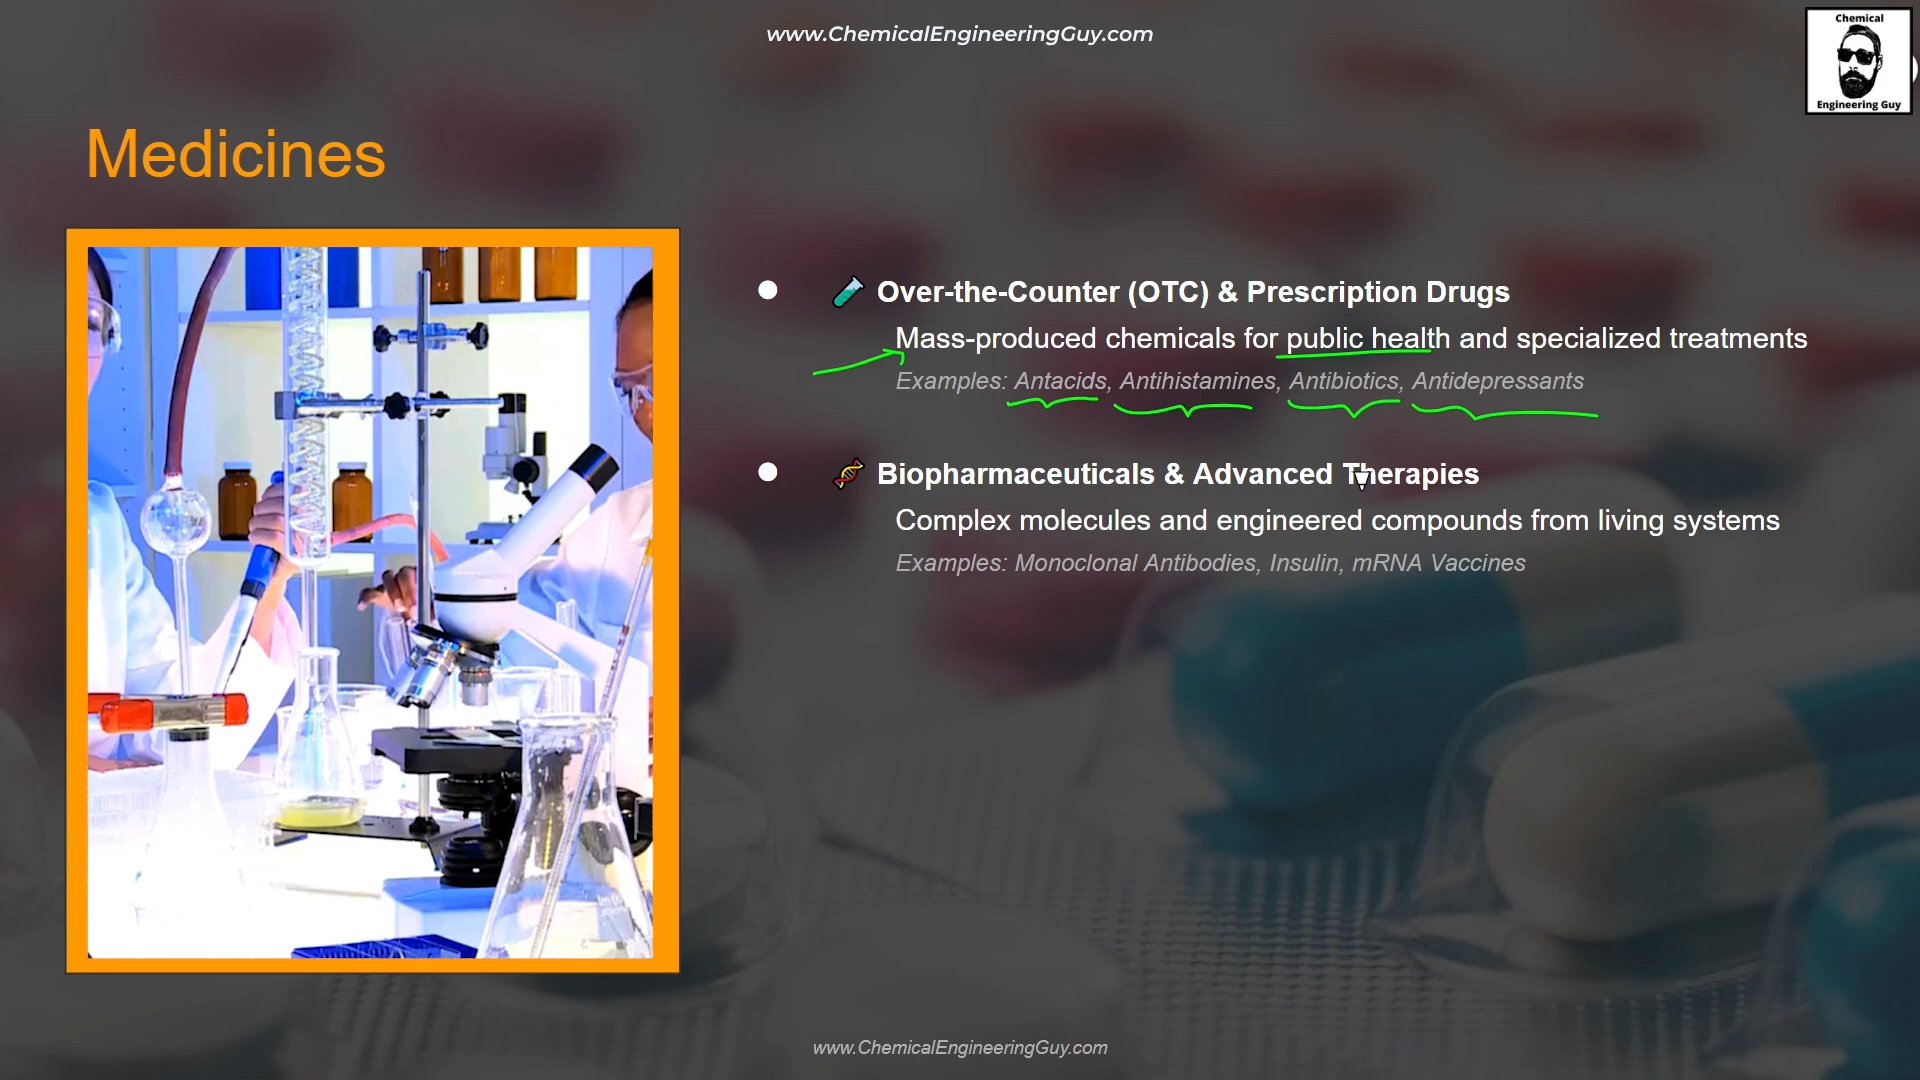 www.ChemicalEngineeringGuy.com
Chemical
Engineering Guy
Medicines
Over-the-Counter (OTC) & Prescription Drugs
Mass-produced chemicals for public health and specialized treatments
Examples: Antacids, Antihistamines, Antibiotics, Antidepressants
Biopharmaceuticals & Advanced Therapies
Complex molecules and engineered compounds from living systems
Examples: Monoclonal Antibodies, Insulin, mRNA Vaccines
www.ChemicalEngineeringGuy.com